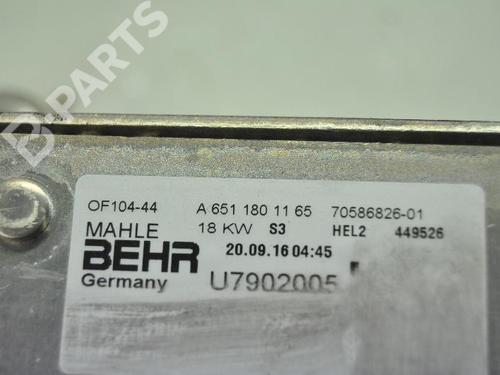 B-PARTS
OF104-44 A 651 180 11 65 70586826-01
MAHLE 18 KW S3 HEL2 449526
BEHR 20.09.16 04:45
Germany U7902005